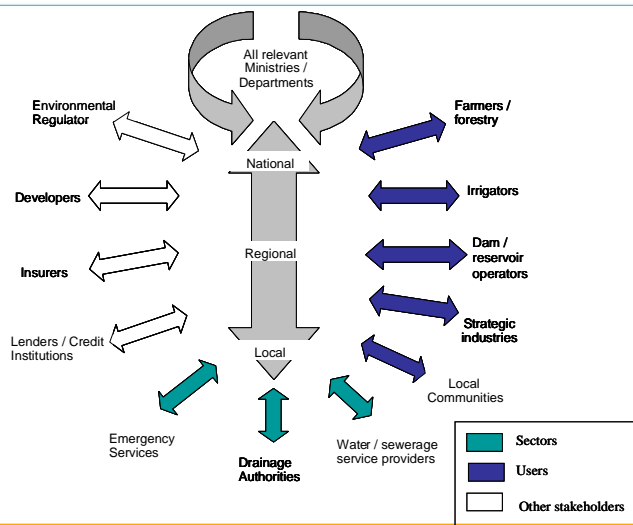 All relevant
Ministries /
Departments
Environmental
Regulator
Farmers /
forestry
National
Developers
Irrigators
Insurers
Regional
Dam /
reservoir
operators
Lenders / Credit
Institutions
Strategic
industries
Local
Local
Communities
Emergency
Services
Drainage
Authorities
Water / sewerage
service providers
Sectors
Users
Other stakeholders